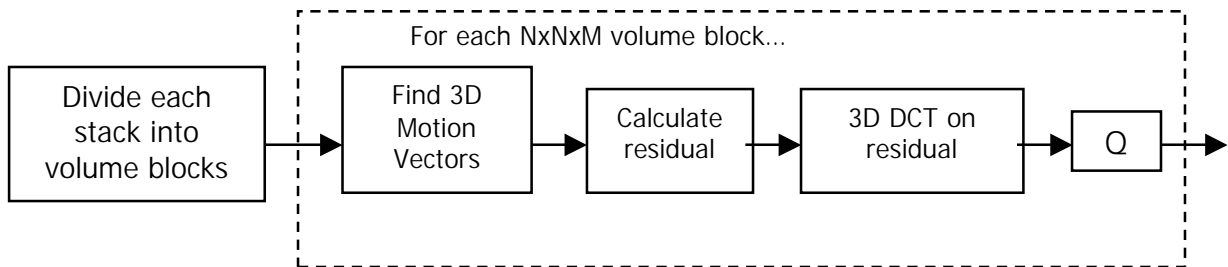 For each NxNxM volume block...
Divide each
stack into
volume blocks
Find 3D
Motion
Vectors
Calculate
residual
3D DCT on
residual
Q